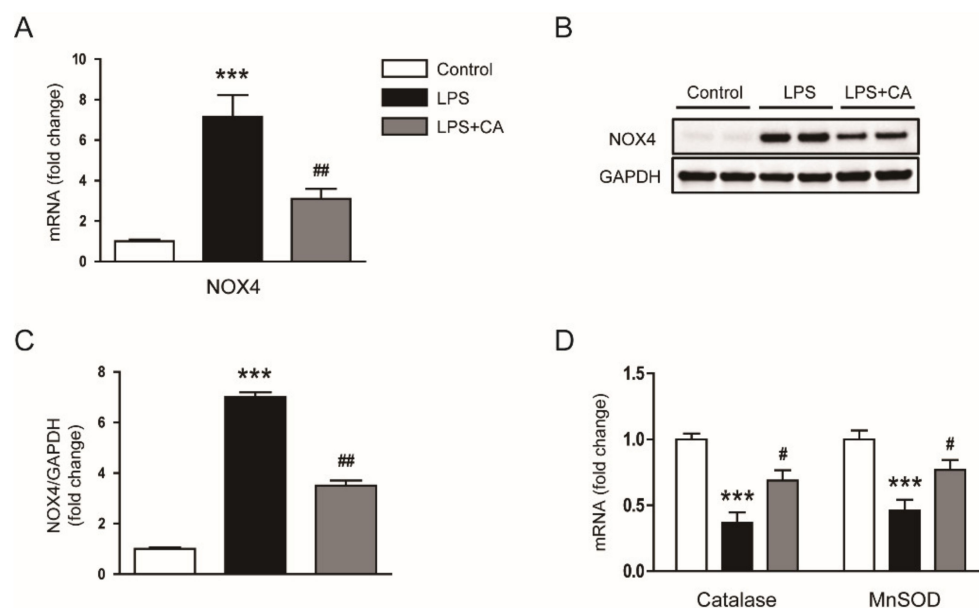 A
mRNA (fold change)
10
8
6
4
2
0
***
##
NOX4
Control
LPS
LPS+CA
B
Control LPS LPS+CA
NOX4
GAPDH
C
NOX4/GAPDH
(fold change)
8
6
4
2
0
***
##
D
mRNA (fold change)
1.5
1.0
0.5
0.0
***
#
***
#
Catalase MnSOD